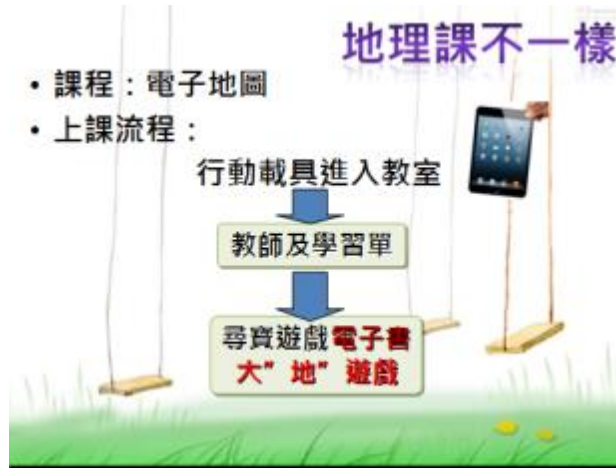 地理課不一樣
• 課程：電子地圖
• 上課流程：
行動載具進入教室
教師及學習單
尋寶遊戲電子書
大”地”遊戲